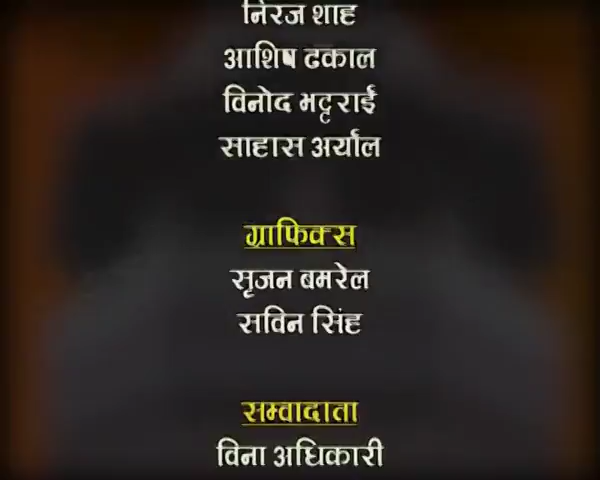 निरज शाह
आशिष ढकाल
विनोद भट्टराई
साहास अर्याल
ग्राफिक्स
सृजन बमरेल
सविन सिंह
सम्वादाता
विना अधिकारी